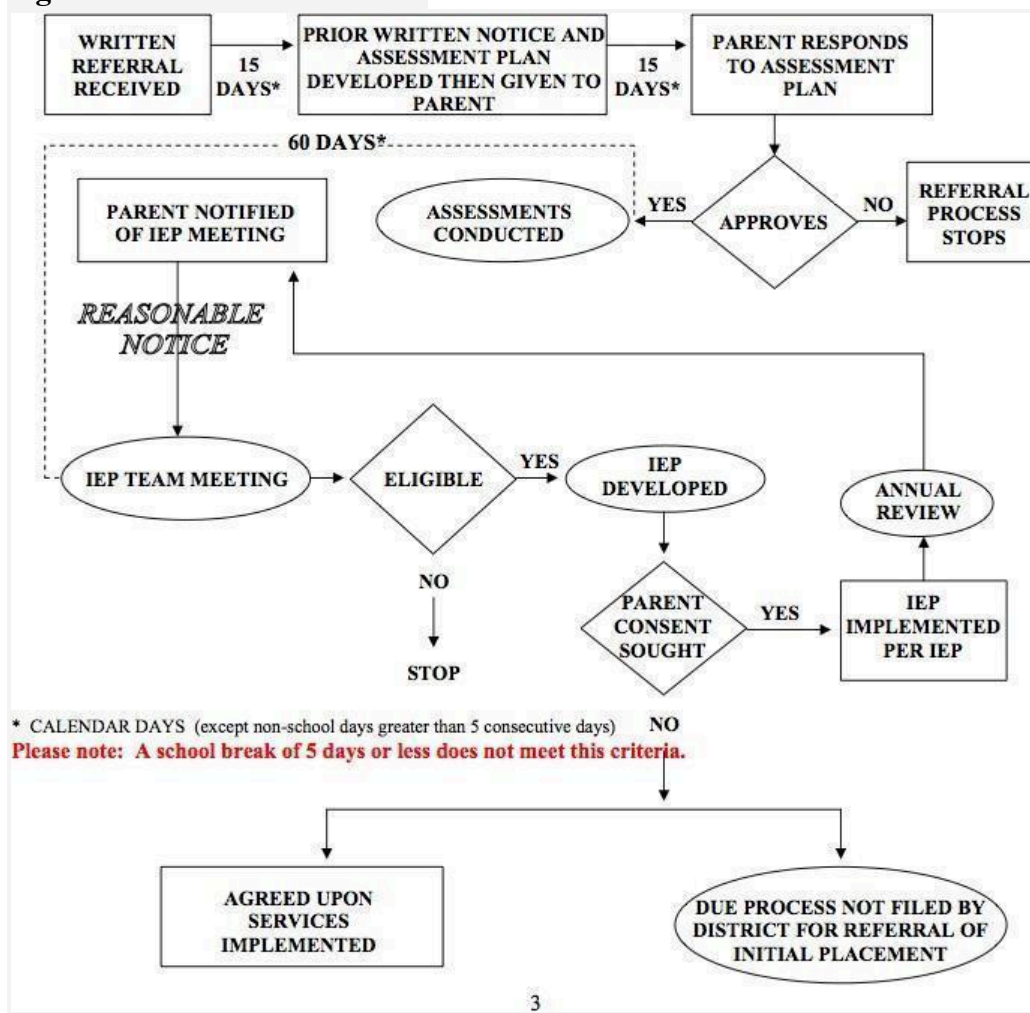 WRITTEN
REFERRAL
RECEIVED
15
DAYS*
PRIOR WRITTEN NOTICE AND
ASSESSMENT PLAN
DEVELOPED THEN GIVEN TO
PARENT
15
DAYS*
PARENT RESPONDS
TO ASSESSMENT
PLAN
60 DAYS*
PARENT NOTIFIED
OF IEP MEETING
ASSESSMENTS
CONDUCTED
YES
APPROVES
NO
REFERRAL
PROCESS
STOPS
REASONABLE
NOTICE
IEP TEAM MEETING
ELIGIBLE
YES
IEP
DEVELOPED
ANNUAL
REVIEW
NO
STOP
PARENT
CONSENT
SOUGHT
YES
IEP
IMPLEMENTED
PER IEP
* CALENDAR DAYS (except non-school days greater than 5 consecutive days)
NO
Please note: A school break of 5 days or less does not meet this criteria.
AGREED UPON
SERVICES
IMPLEMENTED
DUE PROCESS NOT FILED BY
DISTRICT FOR REFERRAL OF
INITIAL PLACEMENT
3